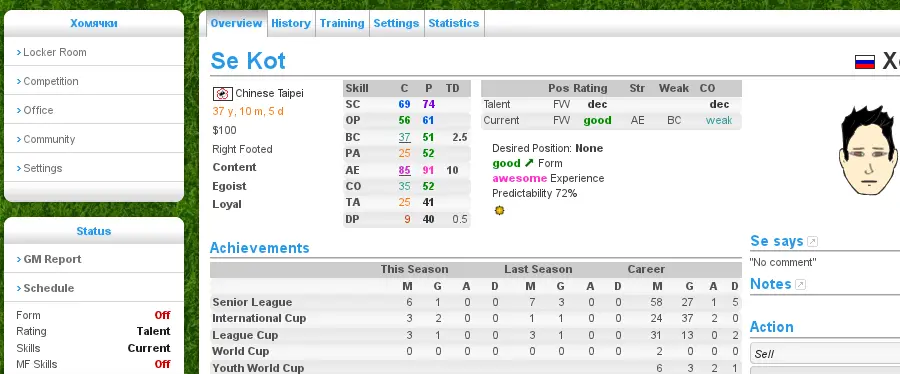 Хомячки
Locker Room
Competition
Office
Community
Settings
Status
GM Report
Schedule
Form Off
Rating Talent
Skills Current
MF Skills Off
Overview History Training Settings Statistics
Se Kot
Chinese Taipei
37 y, 10 m, 5 d
$100
Right Footed
Content
Egoist
Loyal
Skill C P TD
SC 69 74
OP 56 61
BC 37 51 2.5
PA 25 52
AE 85 91 10
CO 35 52
TA 25 41
DP 9 40 0.5
Pos Rating Str Weak CO
Talent FW dec dec
Current FW good AE BC weak
Desired Position: None
good Form
awesome Experience
Predictability 72%
Achievements
This Season Last Season Career
M G A D M G A D M G A D
Senior League 6 1 0 0 7 3 0 0 58 27 1 5
International Cup 3 2 0 0 1 1 0 0 24 37 2 0
League Cup 3 1 0 0 3 1 0 0 31 13 0 2
World Cup 0 0 0 0 0 0 0 0 2 0 0 0
Youth World Cup 6 3 2 1
Se says
"No comment"
Notes
Action
Sell